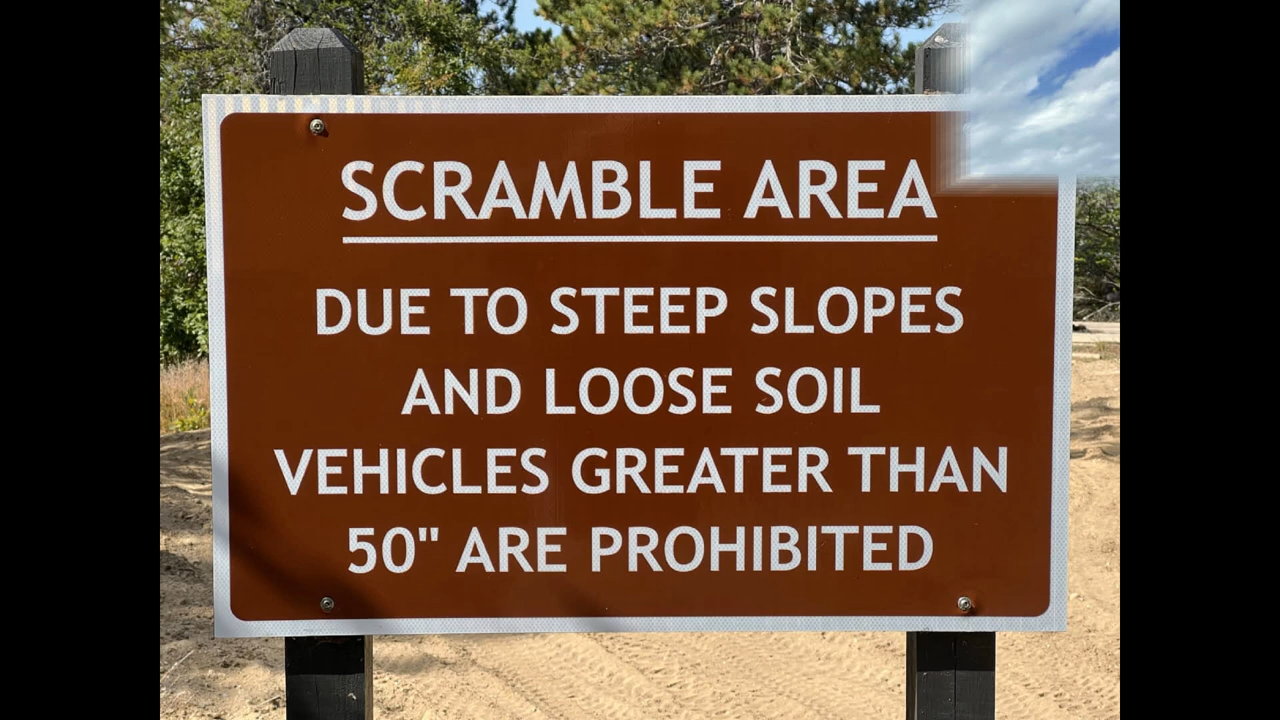 SCRAMBLE AREA
DUE TO STEEP SLOPES
AND LOOSE SOIL
VEHICLES GREATER THAN
50" ARE PROHIBITED